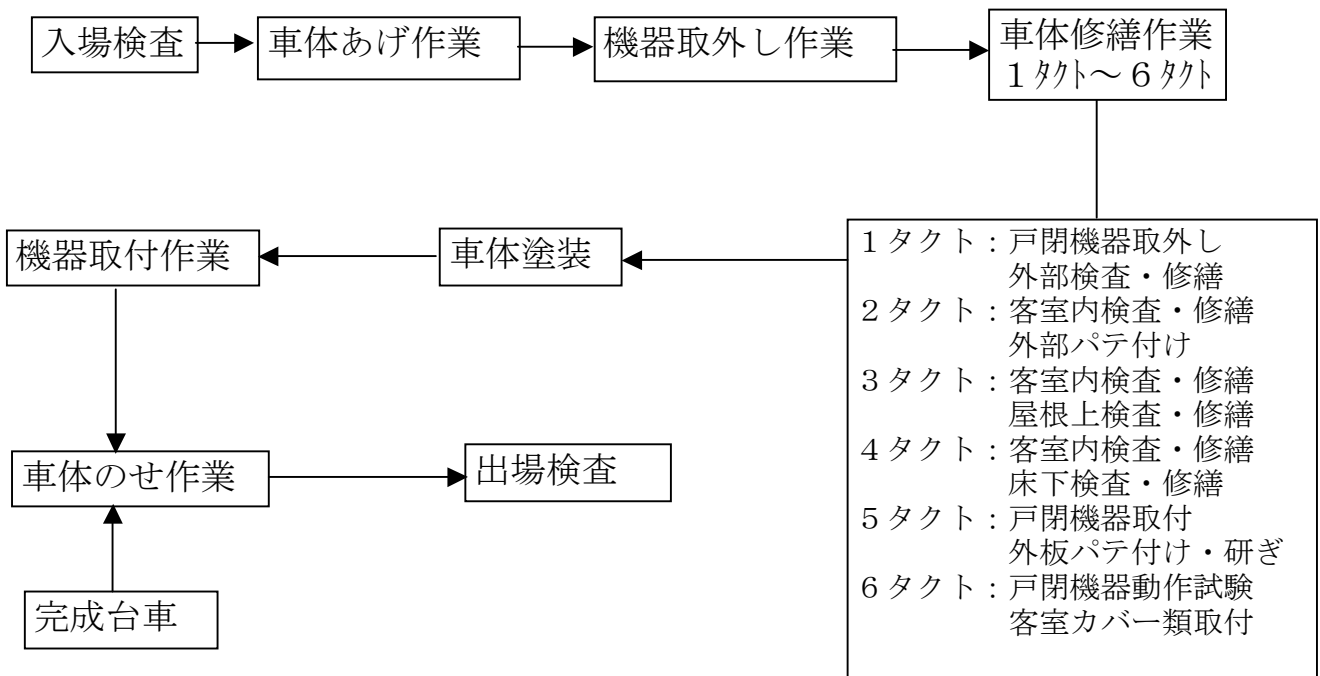 入場検査
車体あげ作業
機器取外し作業
車体修繕作業
１ﾀｸﾄ～６ﾀｸﾄ
機器取付作業
車体塗装
１タクト：戸閉機器取外し
外部検査・修繕
２タクト：客室内検査・修繕
外部パテ付け
３タクト：客室内検査・修繕
屋根上検査・修繕
４タクト：客室内検査・修繕
床下検査・修繕
５タクト：戸閉機器取付
外板パテ付け・研ぎ
６タクト：戸閉機器動作試験
客室カバー類取付
車体のせ作業
出場検査
完成台車